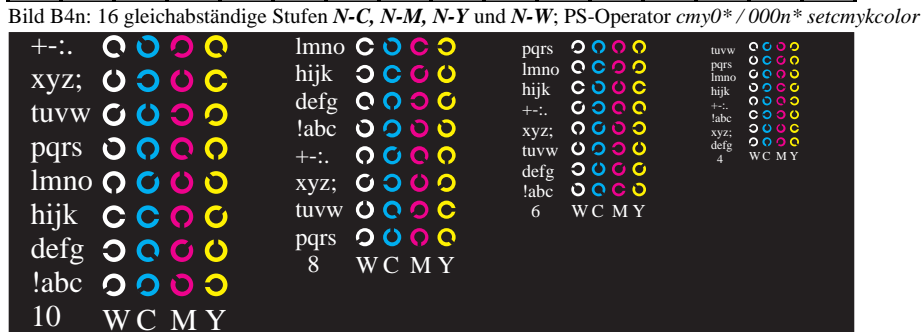 Bild B4n: 16 gleichabständige Stufen N-C, N-M, N-Y und N-W; PS-Operator cmy0* / 000n* setcmykcolor
+-:.
xyz;
tuvw
pqrs
lmno
hijk
defg
!abc
10 W C M Y
lmno
hijk
defg
!abc
+-:.
xyz;
tuvw
pqrs
8 W C M Y
pqrs
lmno
hijk
+-:.
xyz;
tuvw
defg
!abc
6 W C M Y
tuvw
pqrs
lmno
hijk
+-:.
!abc
xyz;
defg
4 W C M Y